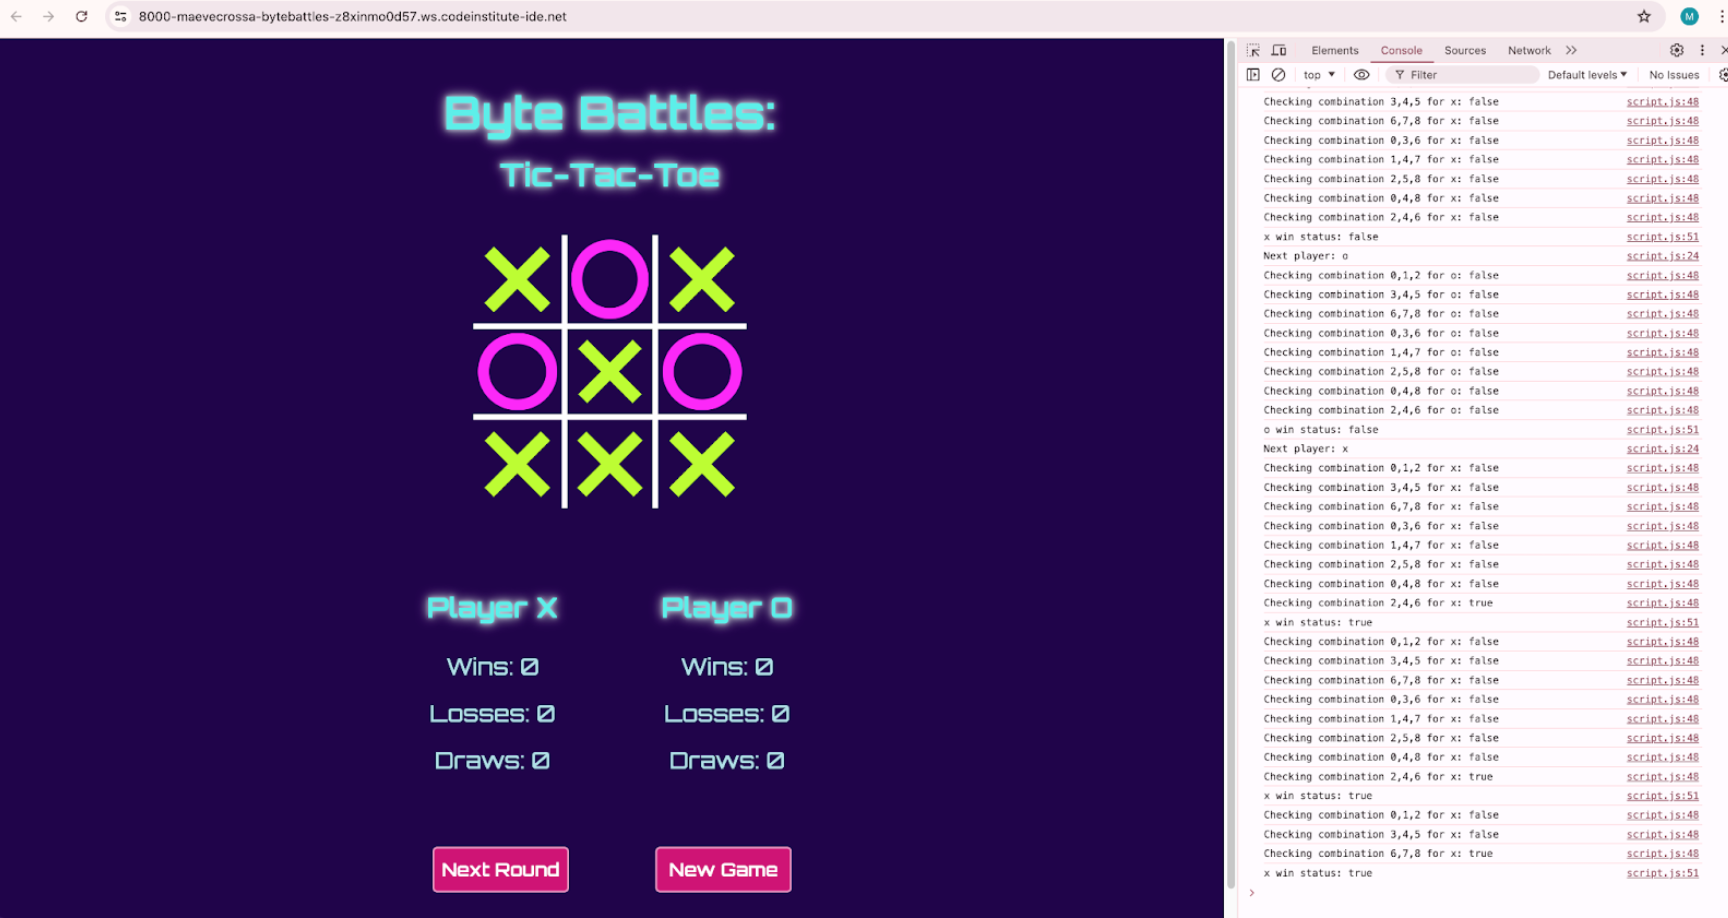 8000-maevecrossa-bytebattles-z8xinmo0d57.ws.codeinstitute-ide.net
M
Byte Battles:
Tic-Tac-Toe
Player X
Player O
Wins: 0
Wins: 0
Losses: 0
Losses: 0
Draws: 0
Draws: 0
Next Round
New Game
Elements Console Sources Network
top Filter Default levels No Issues
Checking combination 3,4,5 for x: false script.js:48
Checking combination 6,7,8 for x: false script.js:48
Checking combination 0,3,6 for x: false script.js:48
Checking combination 1,4,7 for x: false script.js:48
Checking combination 2,5,8 for x: false script.js:48
Checking combination 0,4,8 for x: false script.js:48
Checking combination 2,4,6 for x: false script.js:48
x win status: false script.js:51
Next player: o script.js:24
Checking combination 0,1,2 for o: false script.js:48
Checking combination 3,4,5 for o: false script.js:48
Checking combination 6,7,8 for o: false script.js:48
Checking combination 0,3,6 for o: false script.js:48
Checking combination 1,4,7 for o: false script.js:48
Checking combination 2,5,8 for o: false script.js:48
Checking combination 0,4,8 for o: false script.js:48
Checking combination 2,4,6 for o: false script.js:48
o win status: false script.js:51
Next player: x script.js:24
Checking combination 0,1,2 for x: false script.js:48
Checking combination 3,4,5 for x: false script.js:48
Checking combination 6,7,8 for x: false script.js:48
Checking combination 0,3,6 for x: false script.js:48
Checking combination 1,4,7 for x: false script.js:48
Checking combination 2,5,8 for x: false script.js:48
Checking combination 0,4,8 for x: false script.js:48
Checking combination 2,4,6 for x: true script.js:48
x win status: true script.js:51
Checking combination 0,1,2 for x: false script.js:48
Checking combination 3,4,5 for x: false script.js:48
Checking combination 6,7,8 for x: false script.js:48
Checking combination 0,3,6 for x: false script.js:48
Checking combination 1,4,7 for x: false script.js:48
Checking combination 2,5,8 for x: false script.js:48
Checking combination 0,4,8 for x: false script.js:48
Checking combination 2,4,6 for x: true script.js:48
x win status: true script.js:51
Checking combination 0,1,2 for x: false script.js:48
Checking combination 3,4,5 for x: false script.js:48
Checking combination 6,7,8 for x: true script.js:48
x win status: true script.js:51